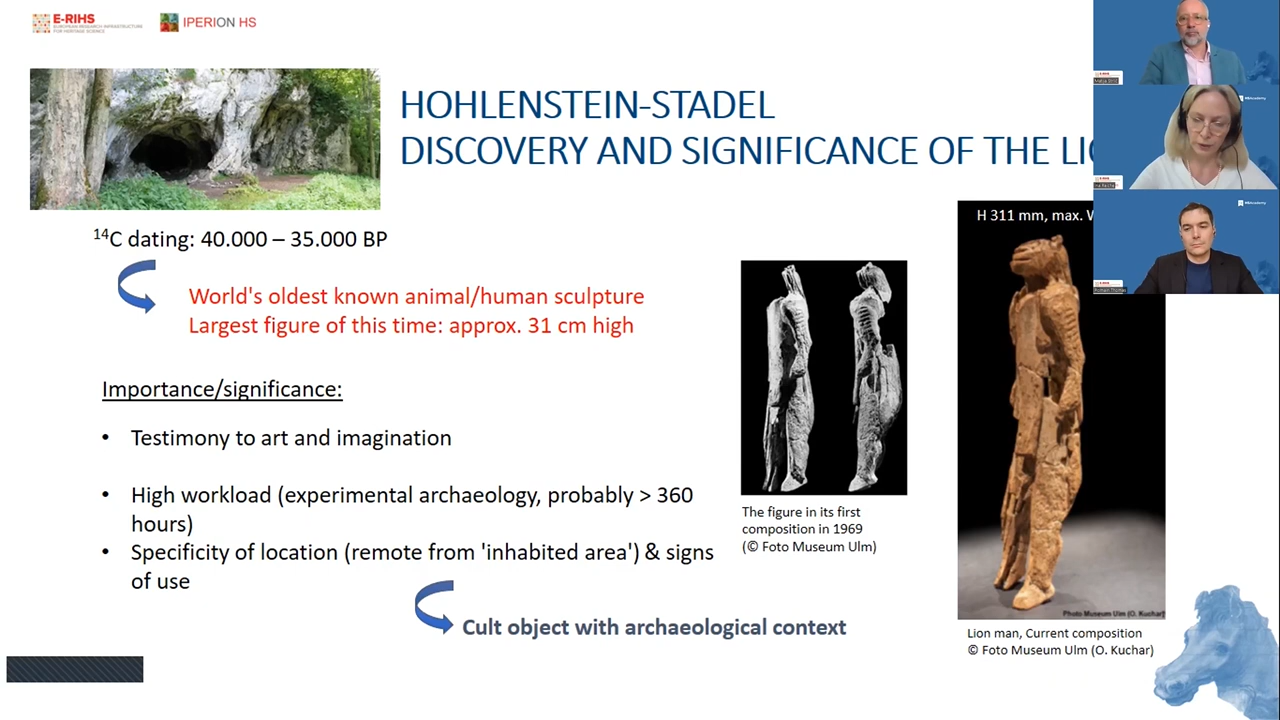 E-RIHS
EUROPEAN RESEARCH INFRASTRUCTURE
FOR HERITAGE SCIENCE
IPERION HS
HOHLENSTEIN-STADEL
DISCOVERY AND SIGNIFICANCE OF THE
14C dating: 40.000 – 35.000 BP
World's oldest known animal/human sculpture
Largest figure of this time: approx. 31 cm high
Importance/significance:
• Testimony to art and imagination
• High workload (experimental archaeology, probably > 360
hours)
• Specificity of location (remote from 'inhabited area') & signs
of use
Cult object with archaeological context
The figure in its first
composition in 1969
(© Foto Museum Ulm)
H 311 mm, max.
Photo Museum Ulm (O. Kuchar)
Lion man, Current composition
© Foto Museum Ulm (O. Kuchar)